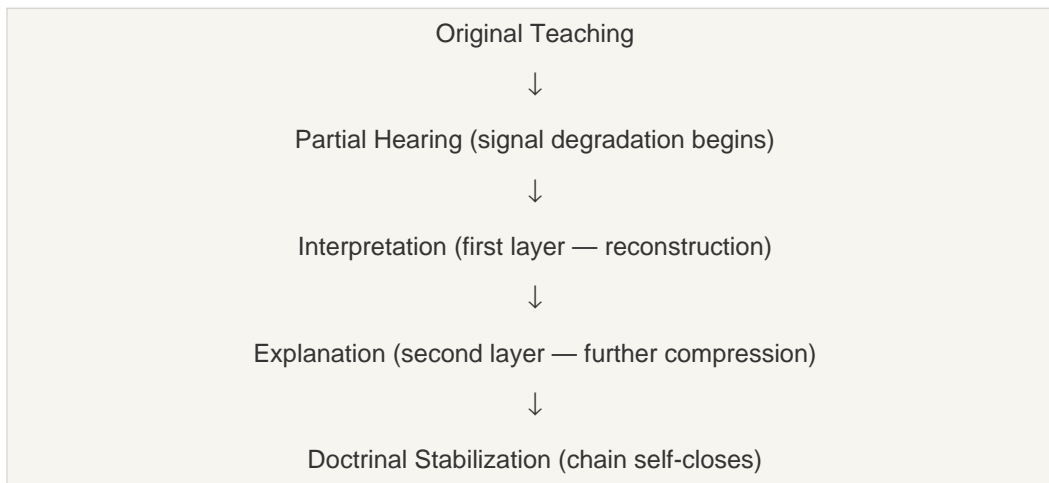 Original Teaching
↓
Partial Hearing (signal degradation begins)
↓
Interpretation (first layer — reconstruction)
↓
Explanation (second layer — further compression)
↓
Doctrinal Stabilization (chain self-closes)